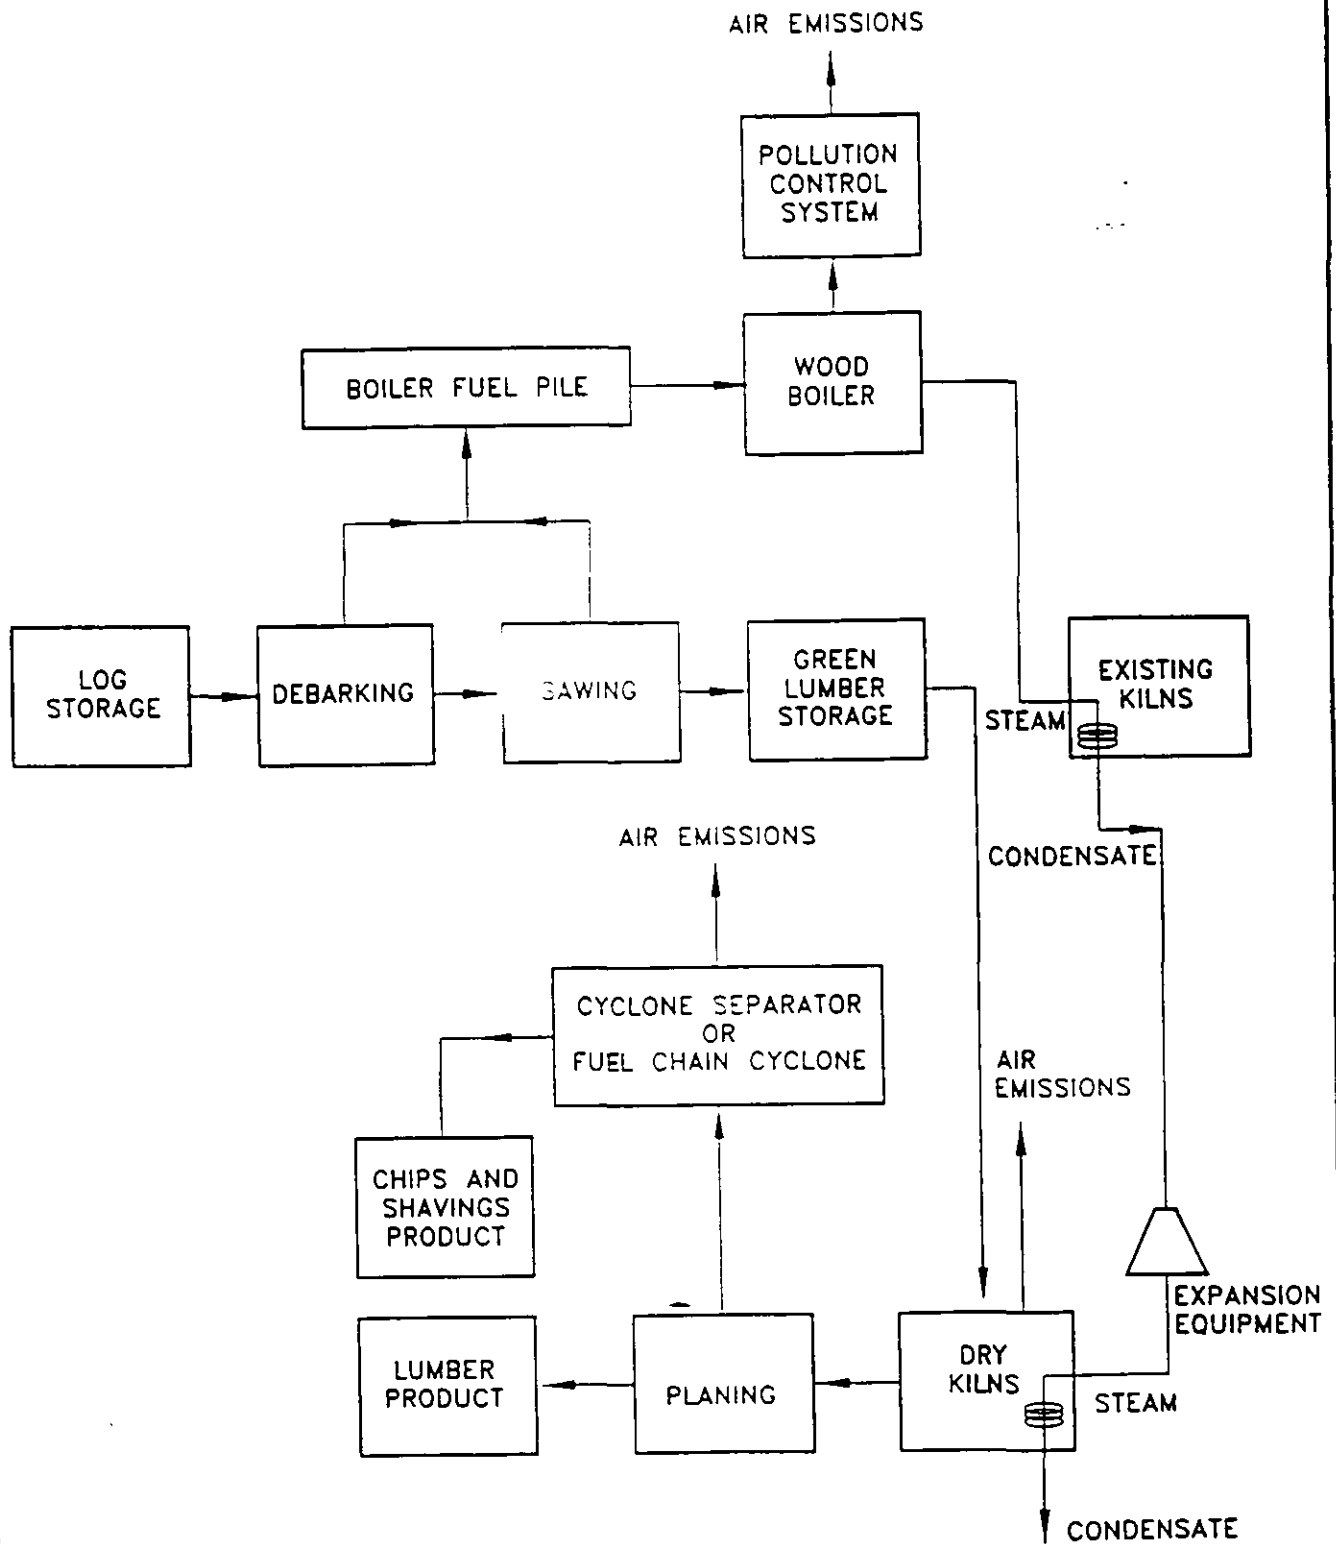 AIR EMISSIONS
POLLUTION
CONTROL
SYSTEM
WOOD
BOILER
BOILER FUEL PILE
LOG
STORAGE
DEBARKING
SAWING
GREEN
LUMBER
STORAGE
EXISTING
KILNS
STEAM
CONDENSATE
AIR EMISSIONS
CYCLONE SEPARATOR
OR
FUEL CHAIN CYCLONE
AIR
EMISSIONS
CHIPS AND
SHAVINGS
PRODUCT
EXPANSION
EQUIPMENT
LUMBER
PRODUCT
PLANING
DRY
KILNS
STEAM
CONDENSATE